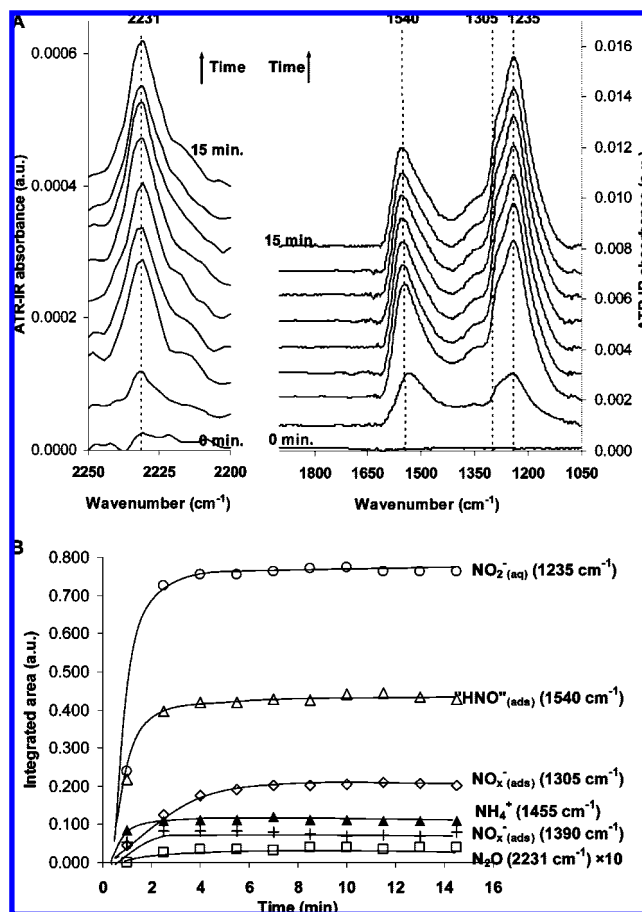 A
2231
1540 1305 1235
Time
Time
15 min.
15 min
0 min.
0 min.
ATR-IR absorbance (a.u.)
0.0006
0.0004
0.0002
0.0000
2250 2225 2200
Wavenumber (cm-1)
0.016
0.014
0.012
0.010
0.008
0.006
0.004
0.002
0.000
1800 1550 1300 1050
Wavenumber (cm-1)
ATR-IR absorbance (a.u.)
B
Integrated area (a.u.)
0.800
0.700
0.600
0.500
0.400
0.300
0.200
0.100
0.000
0 2 4 6 8 10 12 14 16
Time (min)
NO2-(aq) (1235 cm-1)
"HNO"(ads) (1540 cm-1)
NOx-(ads) (1305 cm-1)
NH4+ (1455 cm-1)
NOx-(ads) (1390 cm-1)
N2O (2231 cm-1) ×10